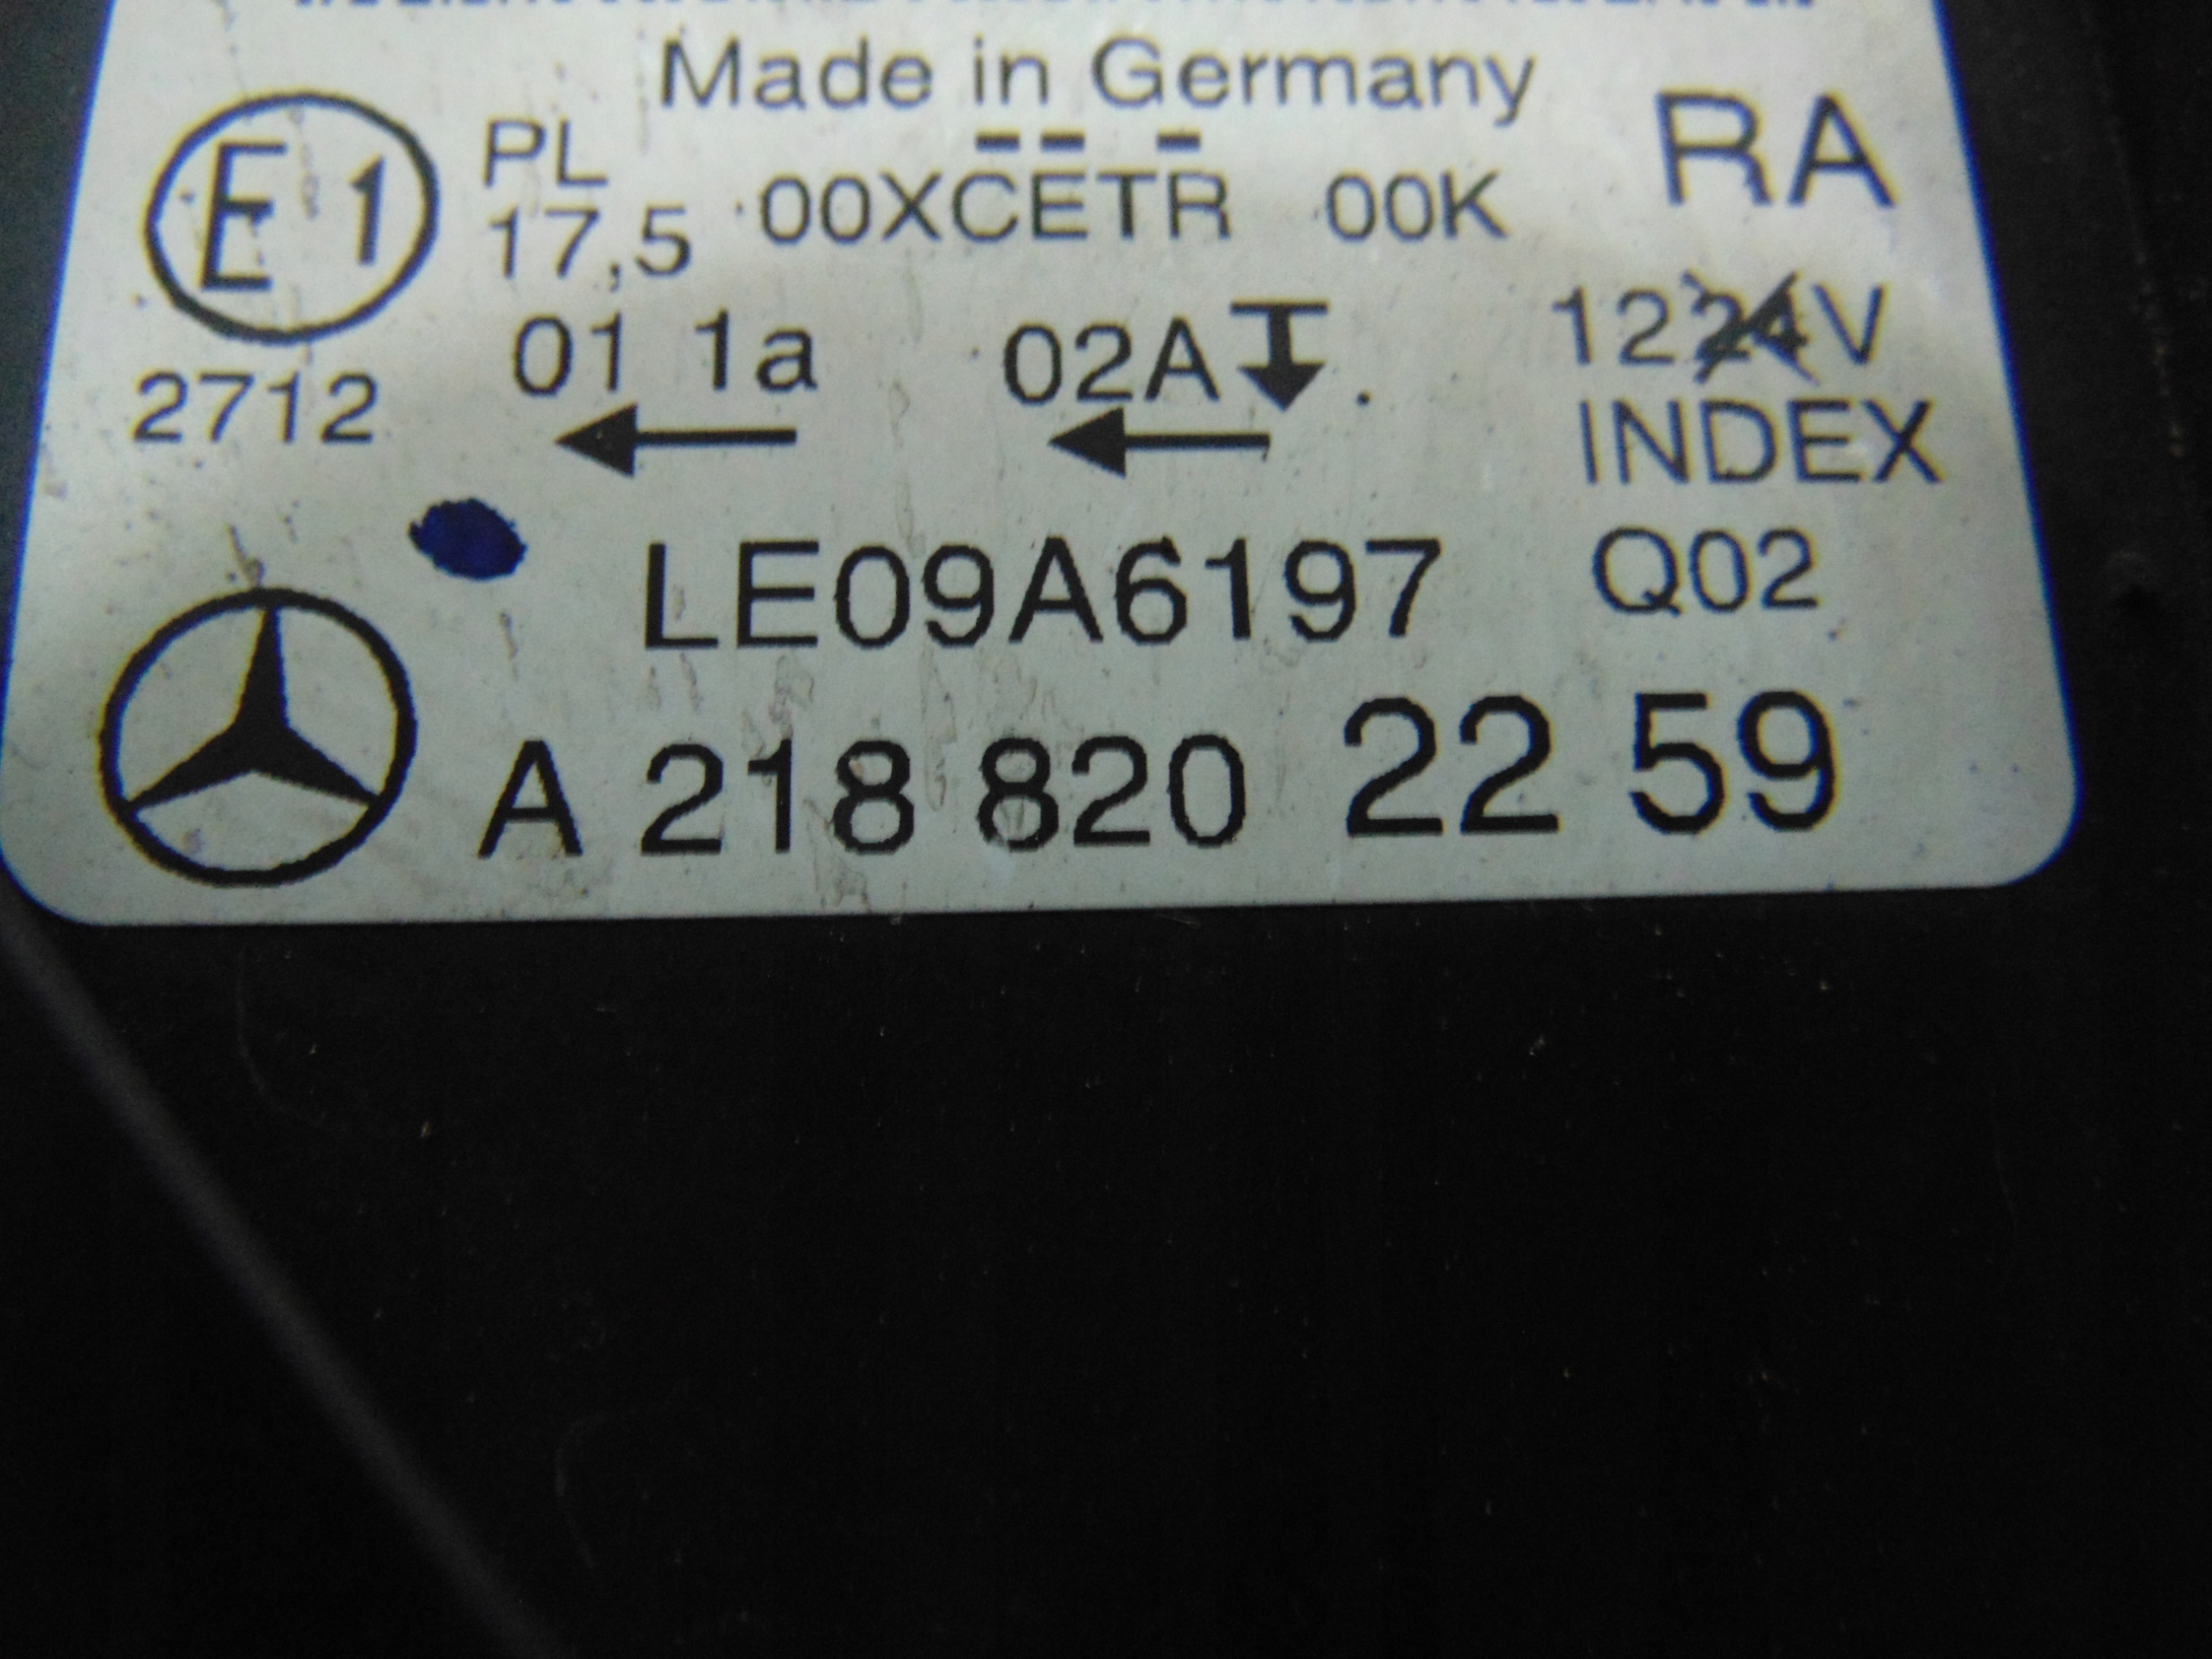 Made in Germany
E1 PL 17,5 00XCETR 00K RA
2712 01 1a 02A 1224V
INDEX
LE09A6197 Q02
A 218 820 22 59